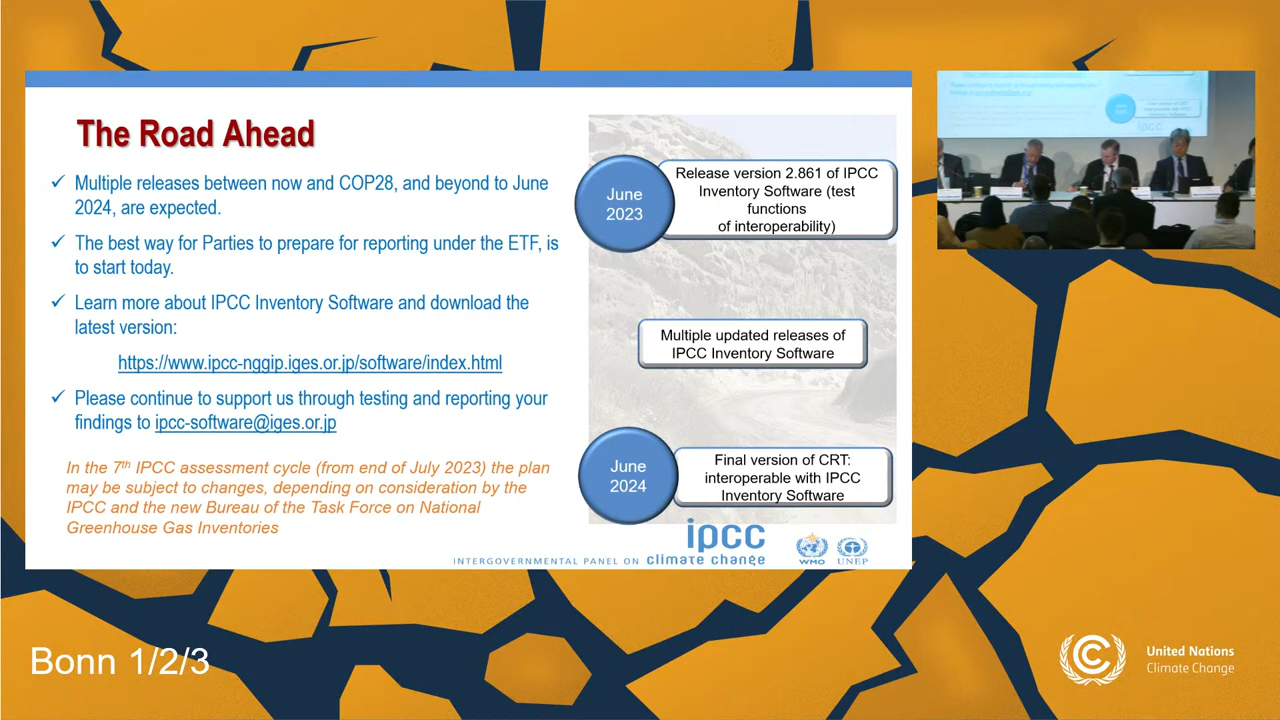 The Road Ahead
✓ Multiple releases between now and COP28, and beyond to June
2024, are expected.
✓ The best way for Parties to prepare for reporting under the ETF, is
to start today.
✓ Learn more about IPCC Inventory Software and download the
latest version:
https://www.ipcc-nggip.iges.or.jp/software/index.html
✓ Please continue to support us through testing and reporting your
findings to ipcc-software@iges.or.jp
In the 7th IPCC assessment cycle (from end of July 2023) the plan
may be subject to changes, depending on consideration by the
IPCC and the new Bureau of the Task Force on National
Greenhouse Gas Inventories
June
2023
Release version 2.861 of IPCC
Inventory Software (test
functions
of interoperability)
Multiple updated releases of
IPCC Inventory Software
June
2024
Final version of CRT:
interoperable with IPCC
Inventory Software
INTERGOVERNMENTAL PANEL ON
ipcc
climate change
WMO
UNEP
ipcc
Bonn 1/2/3
United Nations
Climate Change